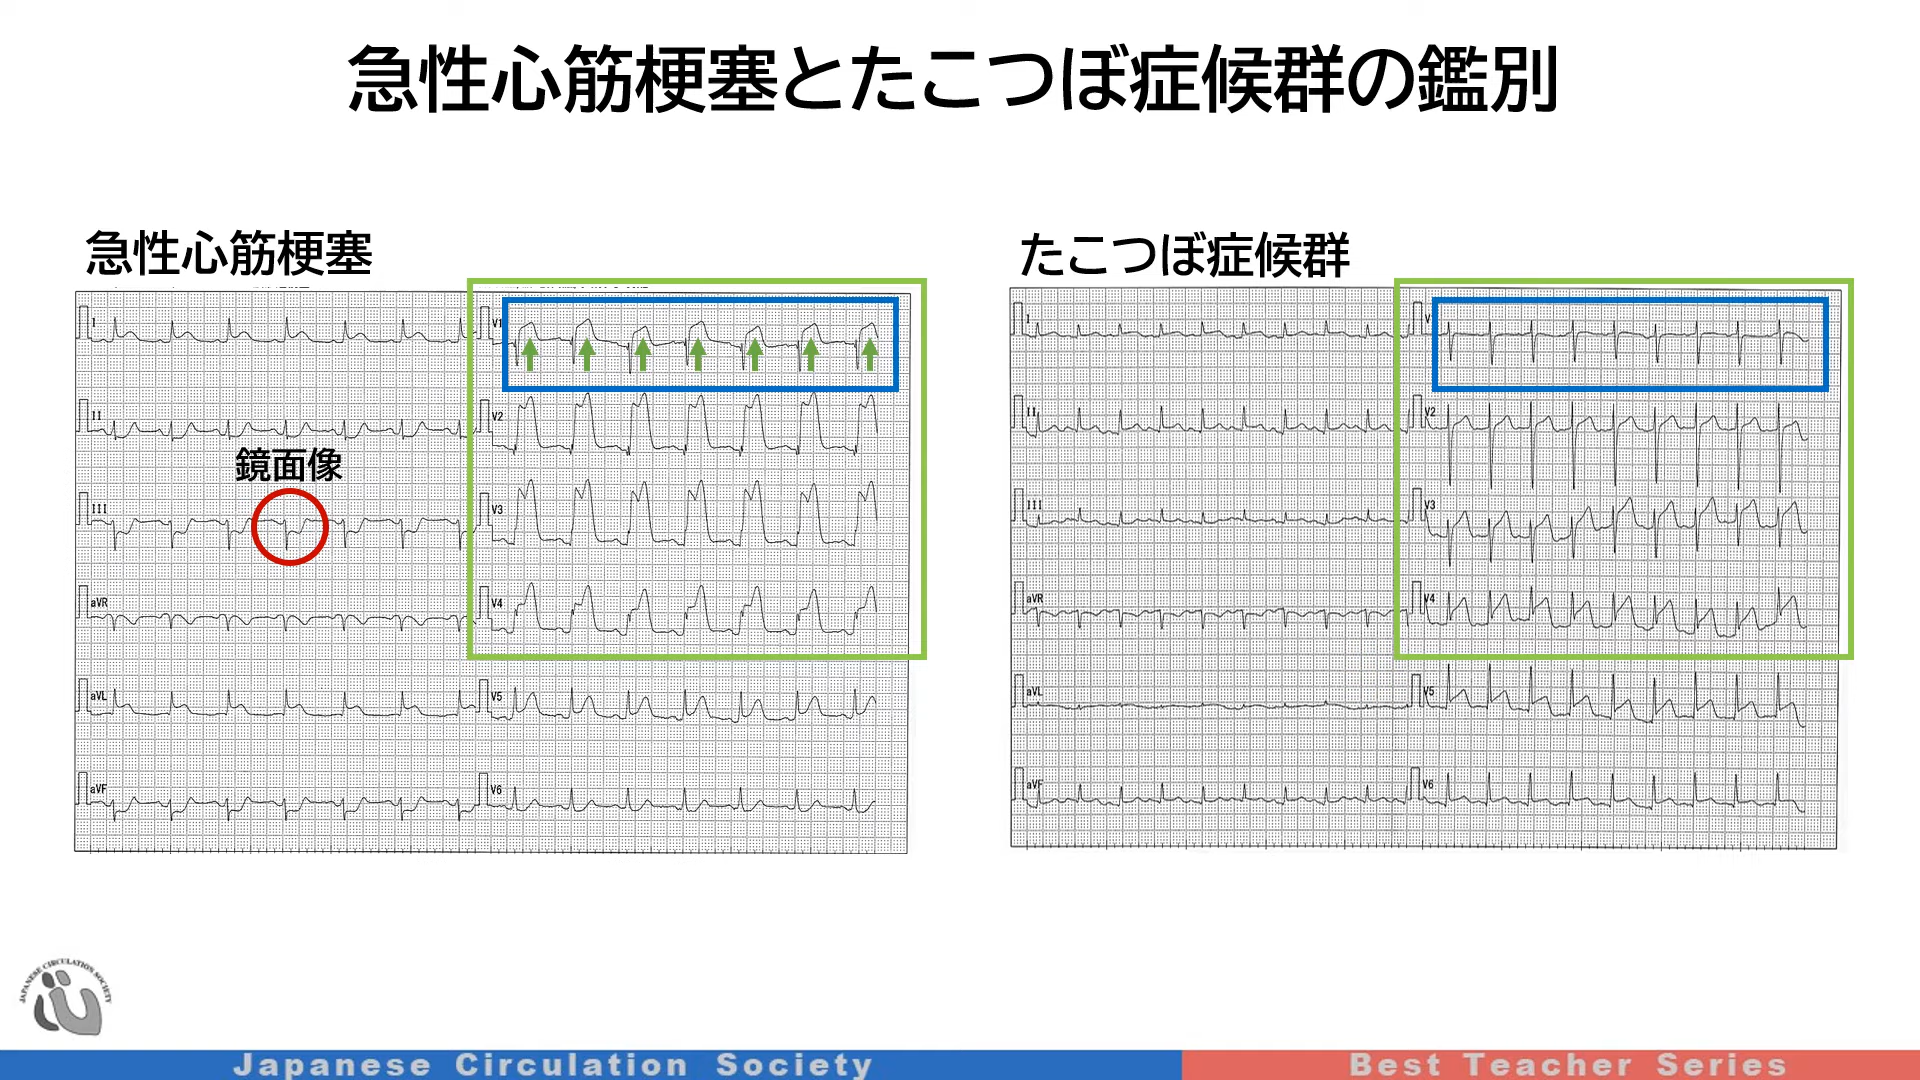 急性心筋梗塞とたこつぼ症候群の鑑別
急性心筋梗塞
I
II
鏡面像
III
aVR
aVL
aVF
V1
V2
V3
V4
V5
V6
たこつぼ症候群
I
II
III
aVR
aVL
aVF
V2
V3
V4
V5
V6
JAPANESE CIRCULATION SOCIETY
Japanese Circulation Society
Best Teacher Series